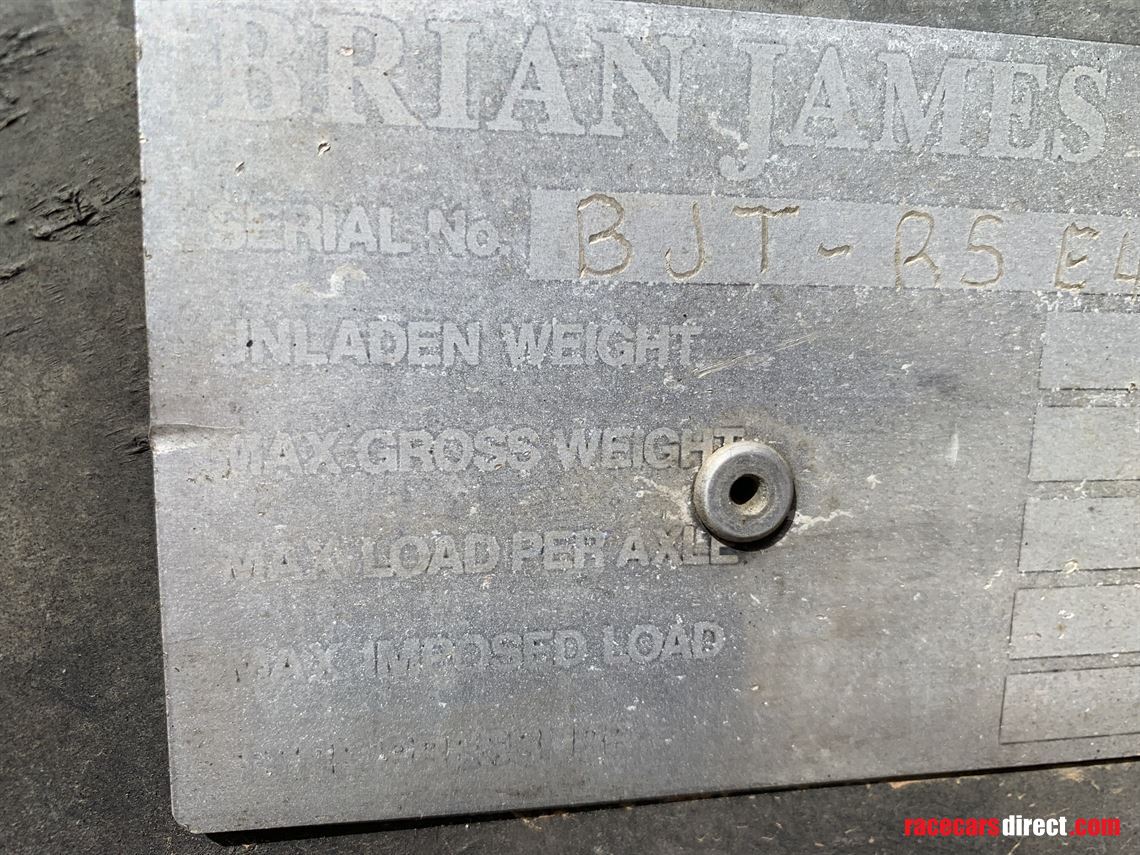 BRIAN JAMES
SERIAL No. BJT-RS E4
UNLADEN WEIGHT
MAX GROSS WEIGHT
MAX LOAD PER AXLE
MAX IMPOSED LOAD
racecarsdirect.com